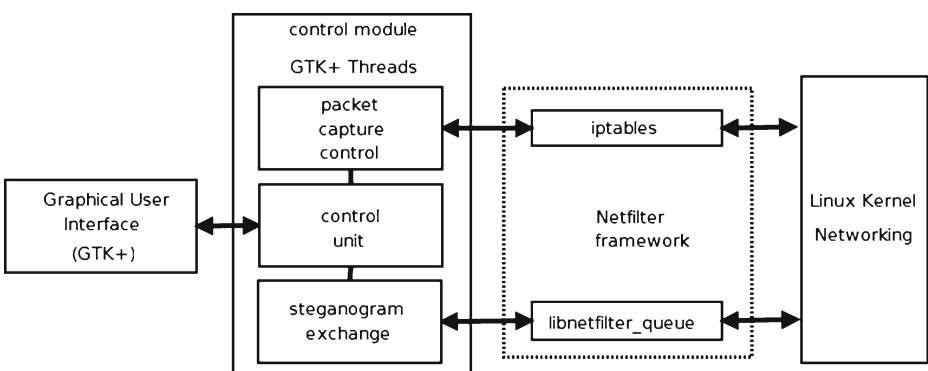 control module
GTK+ Threads
packet
capture
control
iptables
Graphical User
Interface
(GTK+)
control
unit
Netfilter
framework
Linux Kernel
Networking
steganogram
exchange
libnetfilter_queue